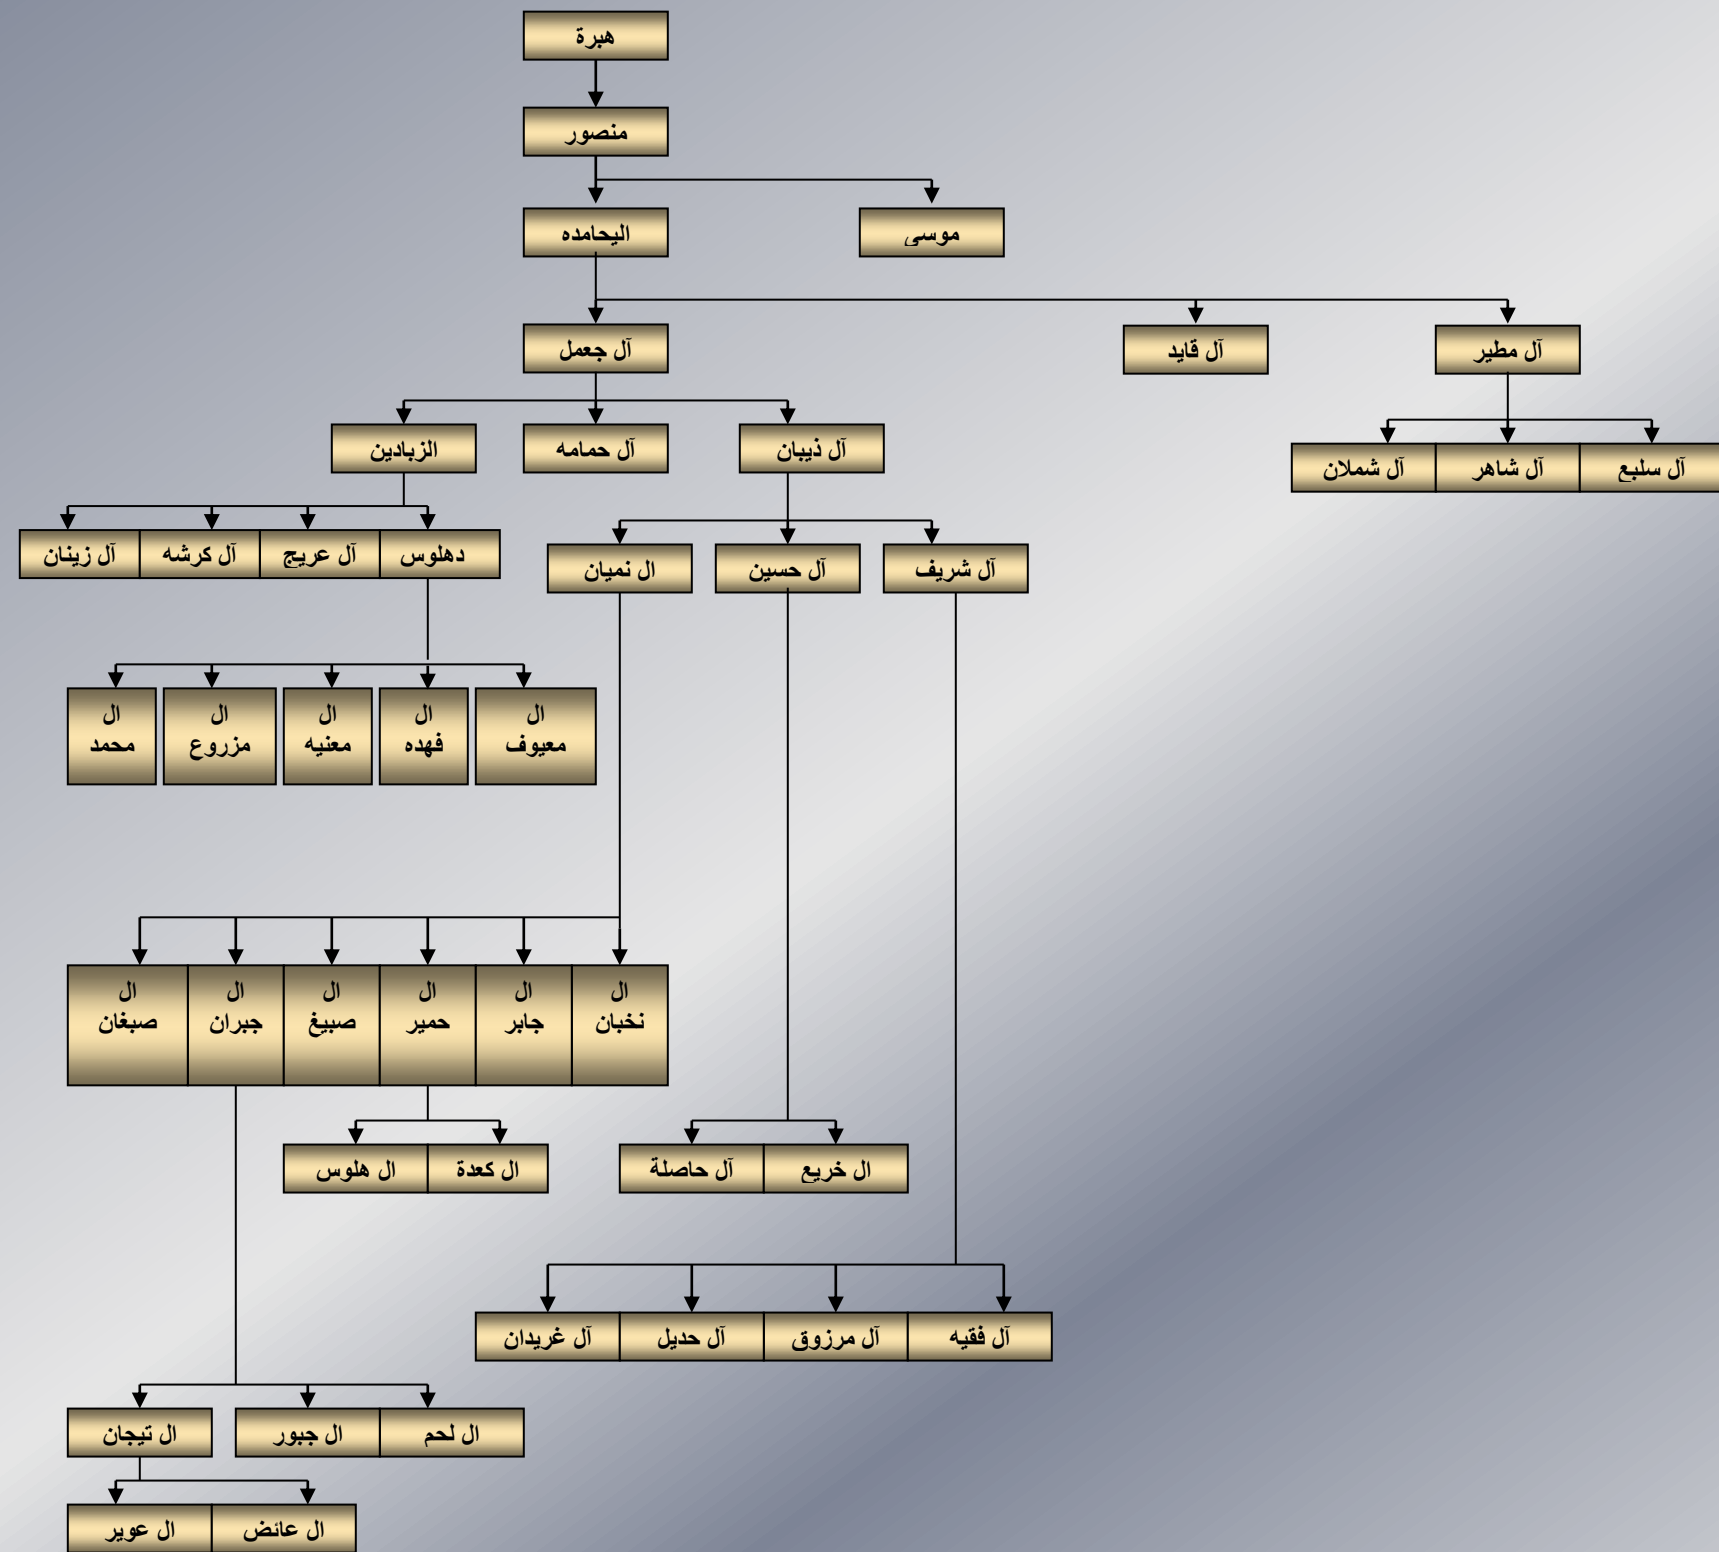 هبرة
منصور
موسى
اليحامده
آل مطير
آل قايد
آل جعمل
آل سلبع
آل شاهر
آل شملان
آل ذيبان
آل حمامه
الزبادين
آل شريف
آل حسين
ال نميان
دهلوس
آل عريج
آل كرشه
آل زينان
ال
معيوف
ال
فهده
ال
معنيه
ال
مزروع
ال
محمد
ال
نخبان
ال
جابر
ال
حمير
ال
صبيغ
ال
جبران
ال
صبغان
ال خريع
آل حاصلة
ال كعدة
ال هلوس
آل فقيه
آل مرزوق
آل حديل
آل غريدان
ال لحم
ال جبور
ال تيجان
ال عائض
ال عوير